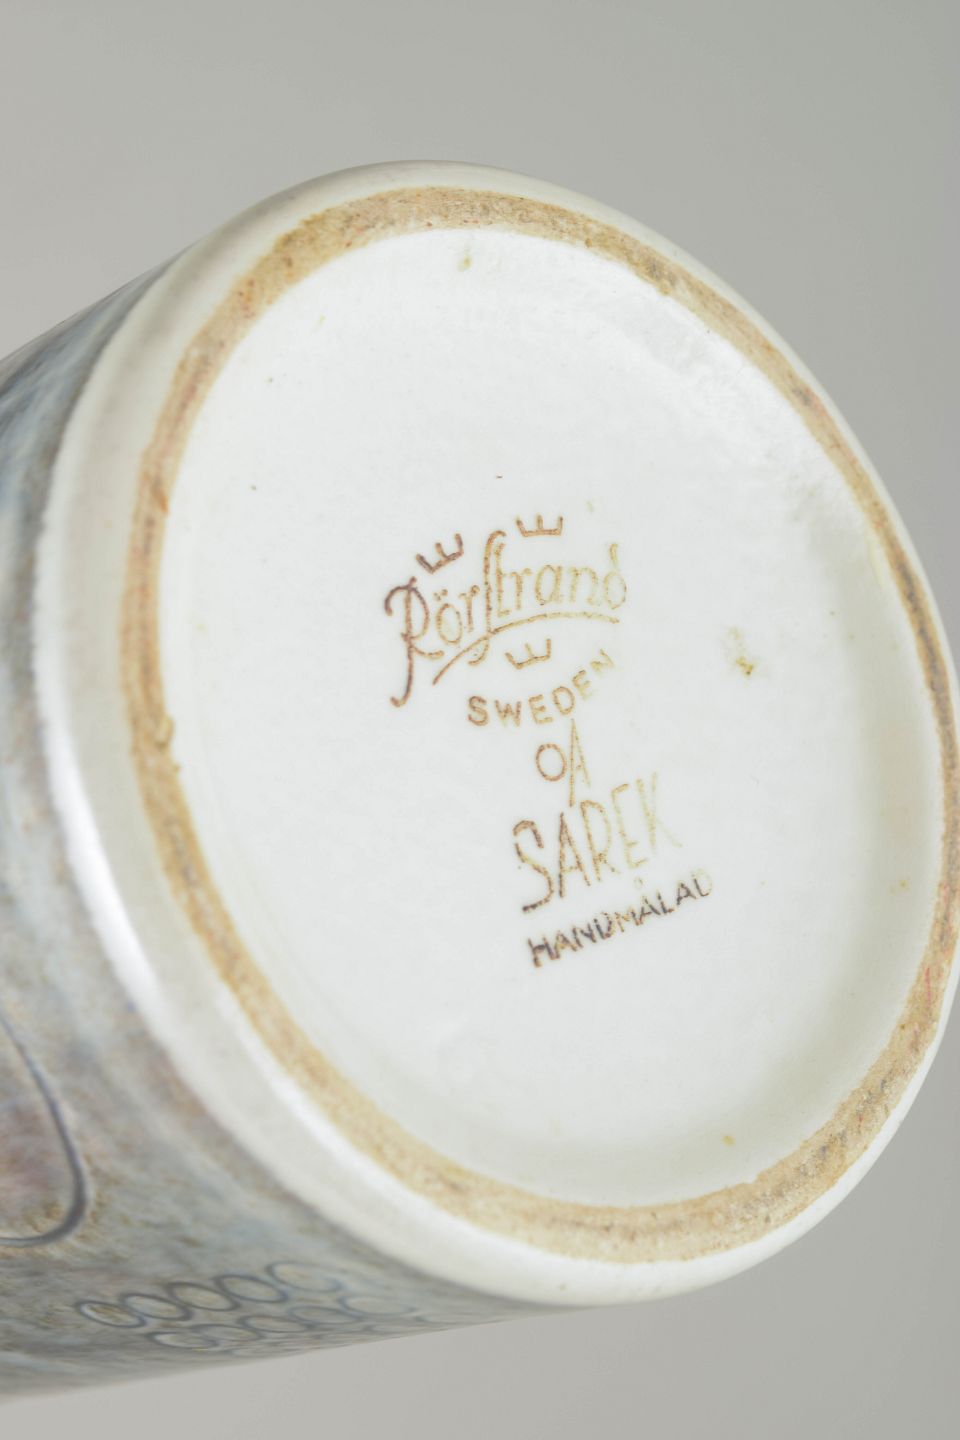 Rörstrand
SWEDEN
OA
SAREK
HANDMÅLAD